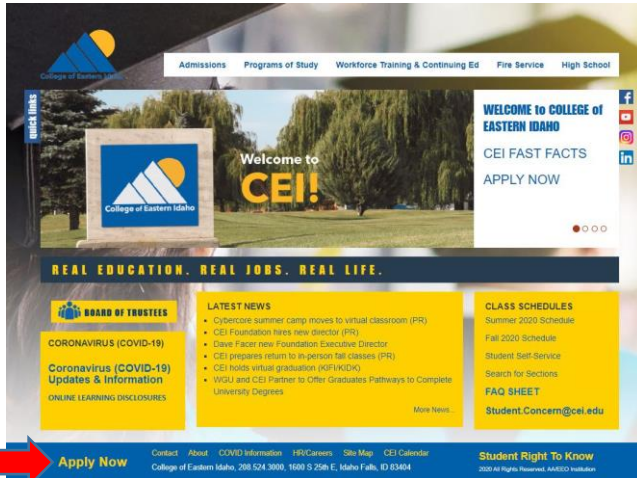 College of Eastern Idaho
Admissions Programs of Study Workforce Training & Continuing Ed Fire Service High School
quick links
Welcome to
CEI!
College of Eastern Idaho
WELCOME to COLLEGE of
EASTERN IDAHO
CEI FAST FACTS
APPLY NOW
REAL EDUCATION. REAL JOBS. REAL LIFE.
BOARD OF TRUSTEES
CORONAVIRUS (COVID-19)
Coronavirus (COVID-19)
Updates & Information
ONLINE LEARNING DISCLOSURES
LATEST NEWS
• Cybercore summer camp moves to virtual classroom (PR)
• CEI Foundation hires new director (PR)
• Dave Facer new Foundation Executive Director
• CEI prepares return to in-person fall classes (PR)
• CEI holds virtual graduation (KIFI/KIDK)
• WGU and CEI Partner to Offer Graduates Pathways to Complete
University Degrees
More News...
CLASS SCHEDULES
Summer 2020 Schedule
Fall 2020 Schedule
Student Self-Service
Search for Sections
FAQ SHEET
Student.Concern@cei.edu
Apply Now
Contact About COVID Information HR/Careers Site Map CEI Calendar
College of Eastern Idaho, 208.524.3000, 1600 S 25th E, Idaho Falls, ID 83404
Student Right To Know
2020 All Rights Reserved, AA/EEO Institution